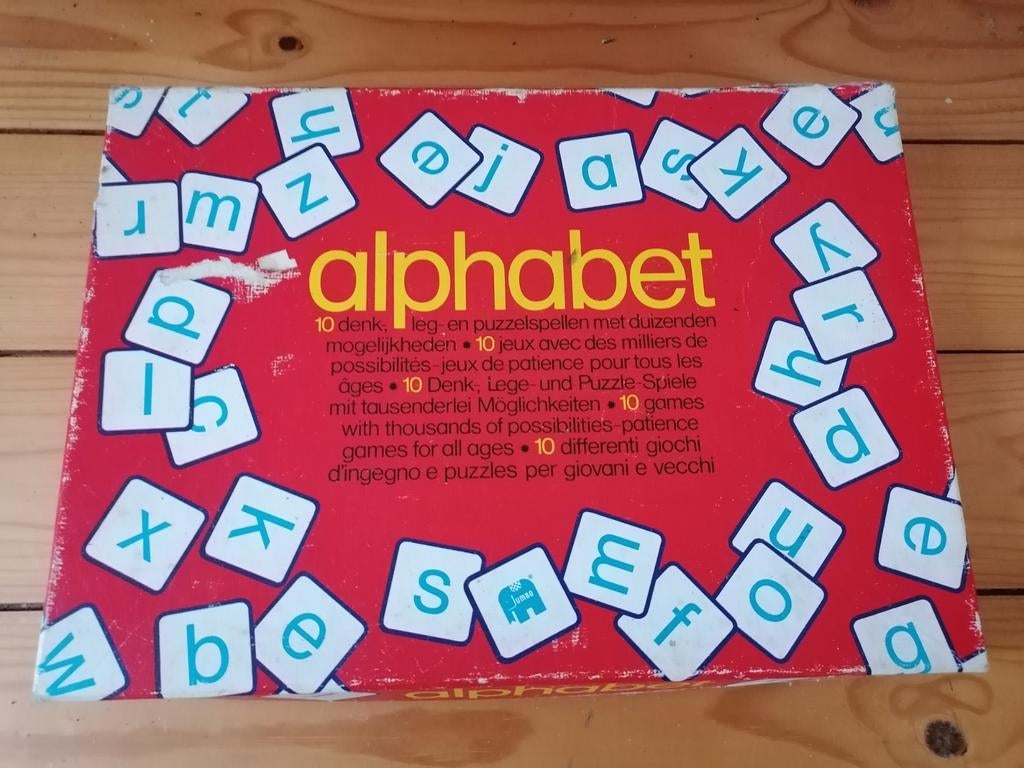 s t h e j a s k e a
r m z
alphabet
10 denk-, leg- en puzzelspellen met duizenden
mogelijkheden • 10 jeux avec des milliers de
possibilités-jeux de patience pour tous les
âges • 10 Denk-, Lege- und Puzzle-Spiele
mit tausenderlei Möglichkeiten • 10 games
with thousands of possibilities-patience
games for all ages • 10 differenti giochi
d'ingegno e puzzles per giovani e vecchi
y
d r
l c h
p
x k s m n e
Jumbo
w b e f o g
alphabet